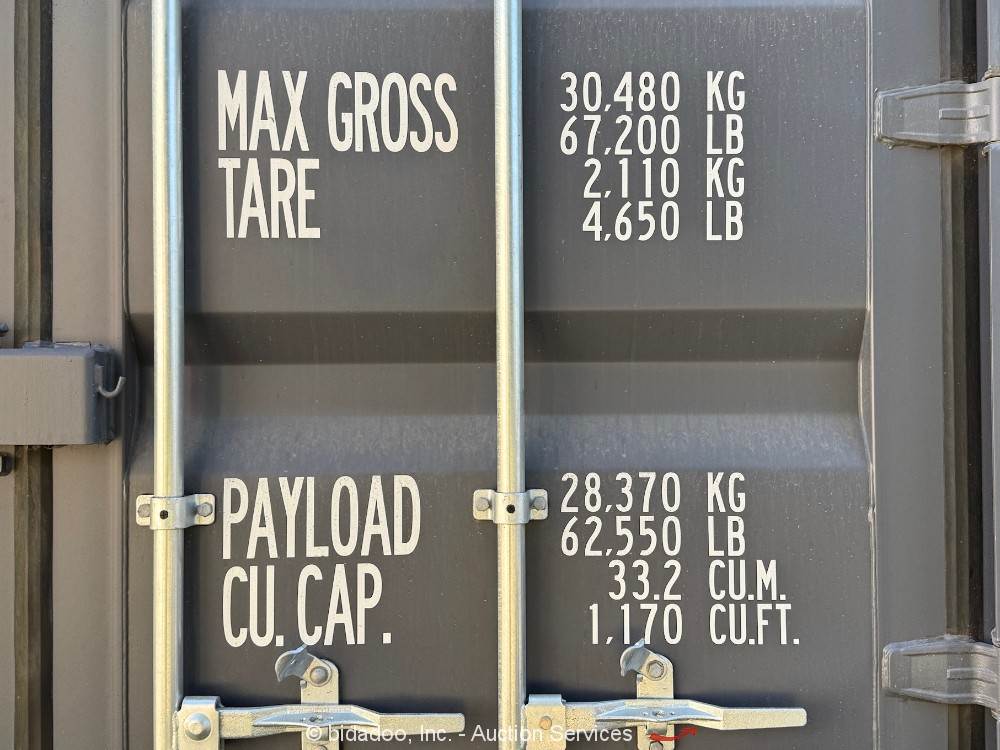 MAX GROSS 30,480 KG
67,200 LB
TARE 2,110 KG
4,650 LB
PAYLOAD 28,370 KG
62,550 LB
CU. CAP. 33.2 CU.M.
1,170 CU.FT.
© bidadoo, Inc. - Auction Services